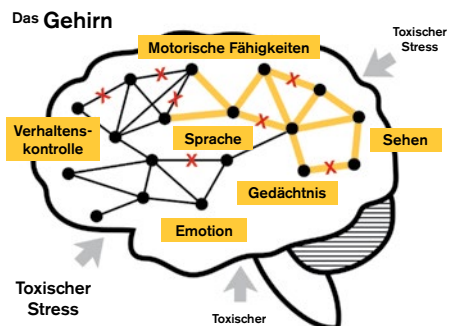 Das Gehirn
Toxischer
Stress
Motorische Fähigkeiten
Verhaltens-
kontrolle
Sprache
Sehen
Gedächtnis
Emotion
Toxischer
Stress
Toxischer